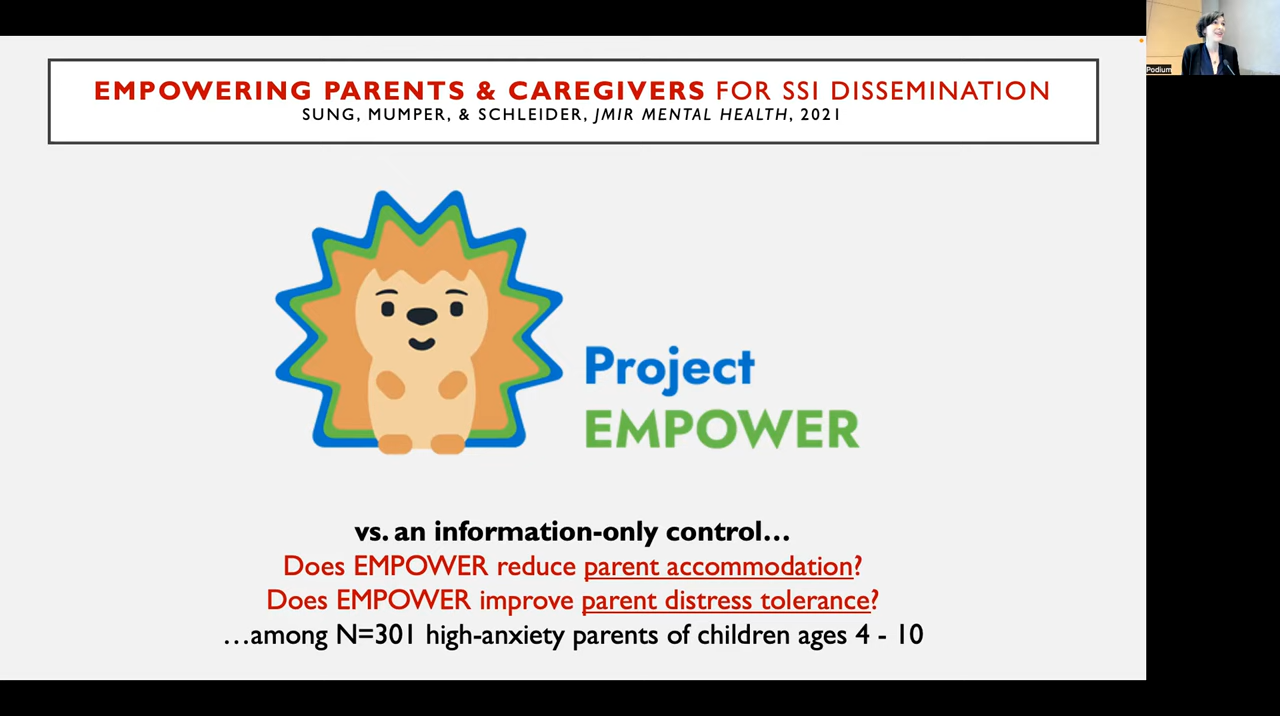 EMPOWERING PARENTS & CAREGIVERS FOR SSI DISSEMINATION
SUNG, MUMPER, & SCHLEIDER, JMIR MENTAL HEALTH, 2021
Podium
Project
EMPOWER
vs. an information-only control...
Does EMPOWER reduce parent accommodation?
Does EMPOWER improve parent distress tolerance?
...among N=301 high-anxiety parents of children ages 4 - 10